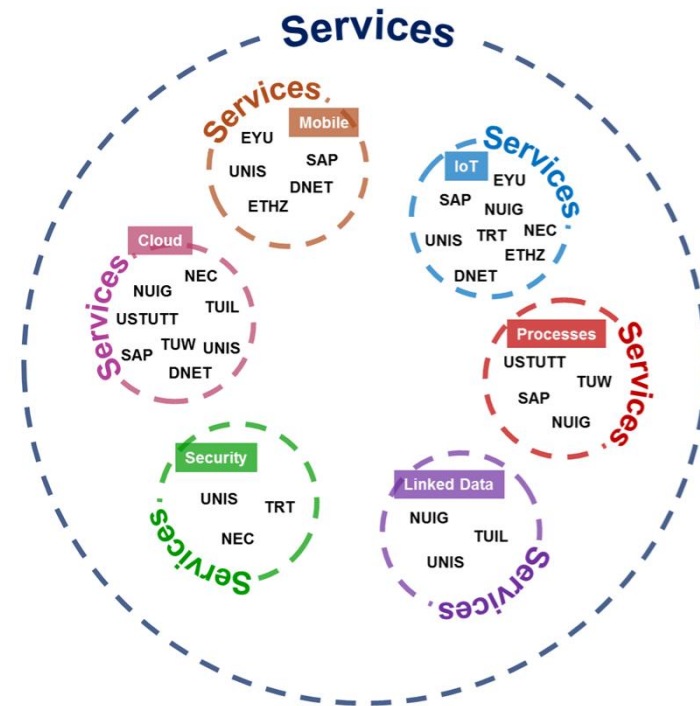 Services
Services
Mobile
EYU
SAP
UNIS
DNET
ETHZ
Services
IoT
EYU
SAP
NUIG
UNIS TRT NEC
ETHZ
DNET
Services
Cloud
NEC
NUIG
TUIL
USTUTT
TUW UNIS
SAP
DNET
Services
Processes
USTUTT
TUW
SAP
NUIG
Security
UNIS
TRT
NEC
Services
Linked Data
NUIG
TUIL
UNIS
Services